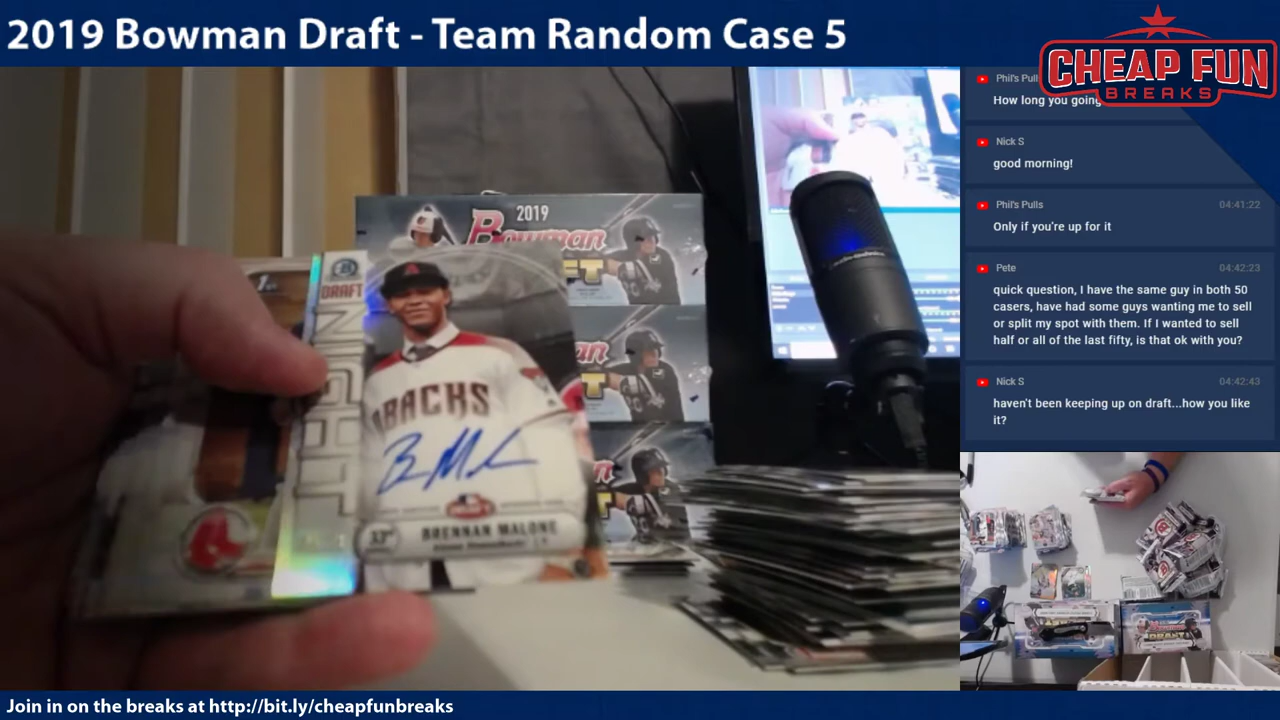 2019 Bowman Draft - Team Random Case 5
CHEAP FUN
BREAKS
Phil's Pull
How long you going
Nick S
good morning!
Phil's Pulls 04:41:22
Only if you're up for it
Pete 04:42:23
quick question, I have the same guy in both 50
casers, have had some guys wanting me to sell
or split my spot with them. If I wanted to sell
half or all of the last fifty, is that ok with you?
Nick S 04:42:43
haven't been keeping up on draft...how you like
it?
2019
Bowman
1st
DRAFT
NIGHT
DBACKS
BRENNAN MALONE
Join in on the breaks at http://bit.ly/cheapfunbreaks